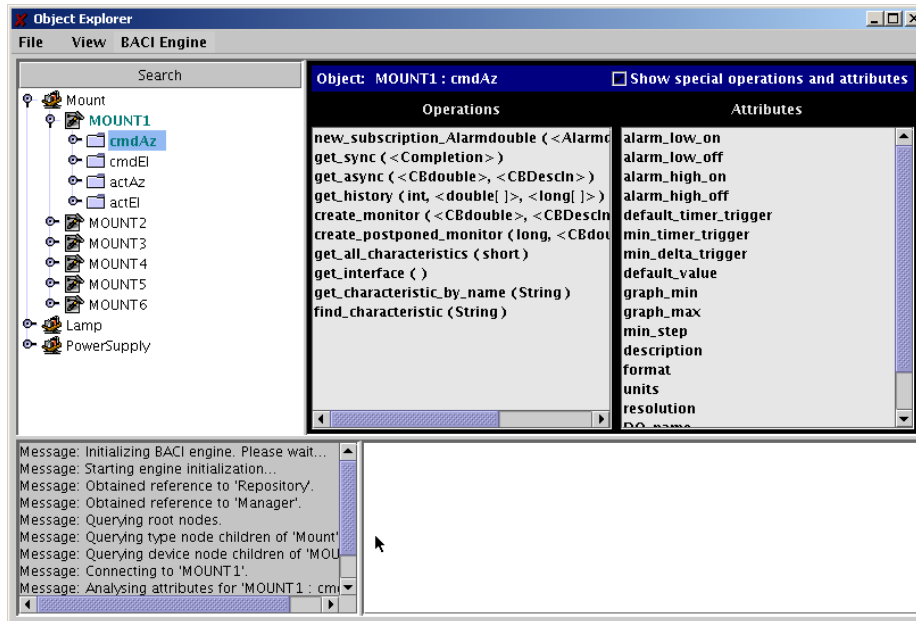 Object Explorer
File View BACI Engine
Search
Mount
MOUNT1
cmdAz
cmdEl
actAz
actEl
MOUNT2
MOUNT3
MOUNT4
MOUNT5
MOUNT6
Lamp
PowerSupply
Object: MOUNT1 : cmdAz
Show special operations and attributes
Operations
new_subscription_Alarmdouble ( <Alarmd
get_sync ( <Completion> )
get_async ( <CBdouble>, <CBDescIn> )
get_history ( int, <double[ ]>, <long[ ]> )
create_monitor ( <CBdouble>, <CBDescIn
create_postponed_monitor ( long, <CBdou
get_all_characteristics ( short )
get_interface ( )
get_characteristic_by_name ( String )
find_characteristic ( String )
Attributes
alarm_low_on
alarm_low_off
alarm_high_on
alarm_high_off
default_timer_trigger
min_timer_trigger
min_delta_trigger
default_value
graph_min
graph_max
min_step
description
format
units
resolution
Message: Initializing BACI engine. Please wait...
Message: Starting engine initialization...
Message: Obtained reference to 'Repository'.
Message: Obtained reference to 'Manager'.
Message: Querying root nodes.
Message: Querying type node children of 'Mount'
Message: Querying device node children of 'MOU
Message: Connecting to 'MOUNT1'.
Message: Analysing attributes for 'MOUNT1 : cm